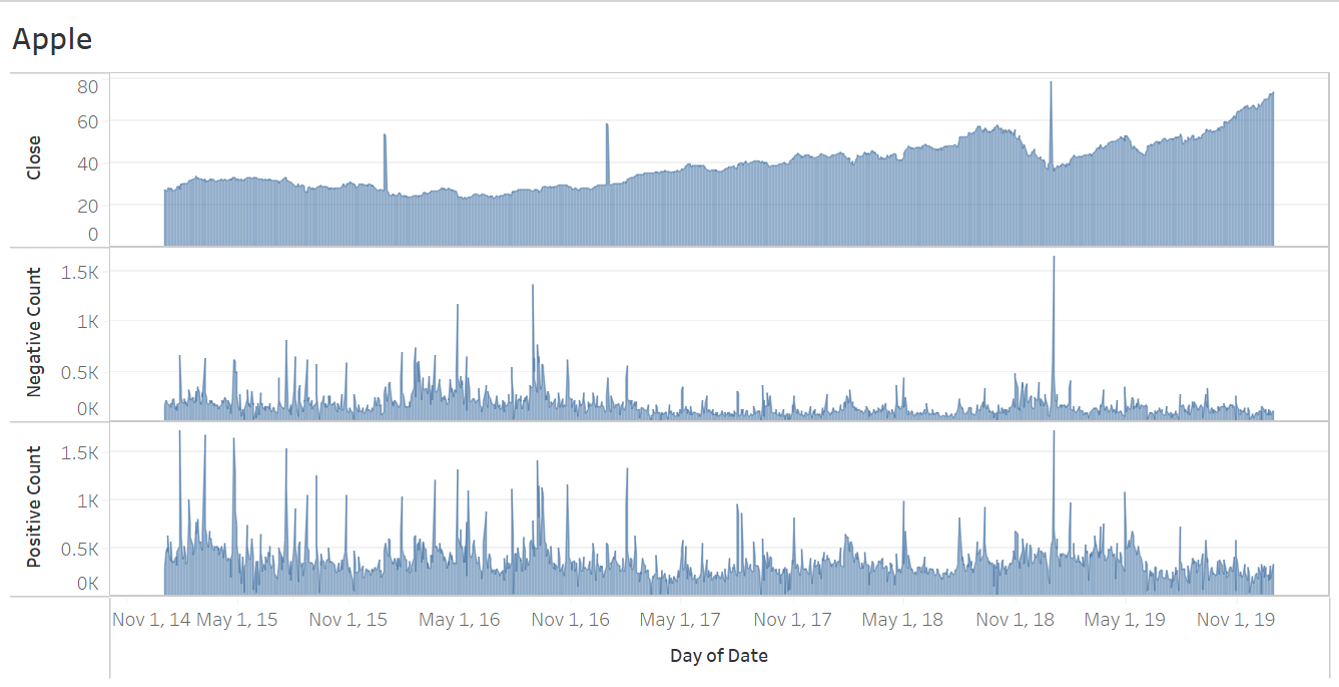 Apple
Close
80
60
40
20
0
Negative Count
1.5K
1K
0.5K
0K
Positive Count
1.5K
1K
0.5K
0K
Nov 1, 14 May 1, 15 Nov 1, 15 May 1, 16 Nov 1, 16 May 1, 17 Nov 1, 17 May 1, 18 Nov 1, 18 May 1, 19 Nov 1, 19
Day of Date